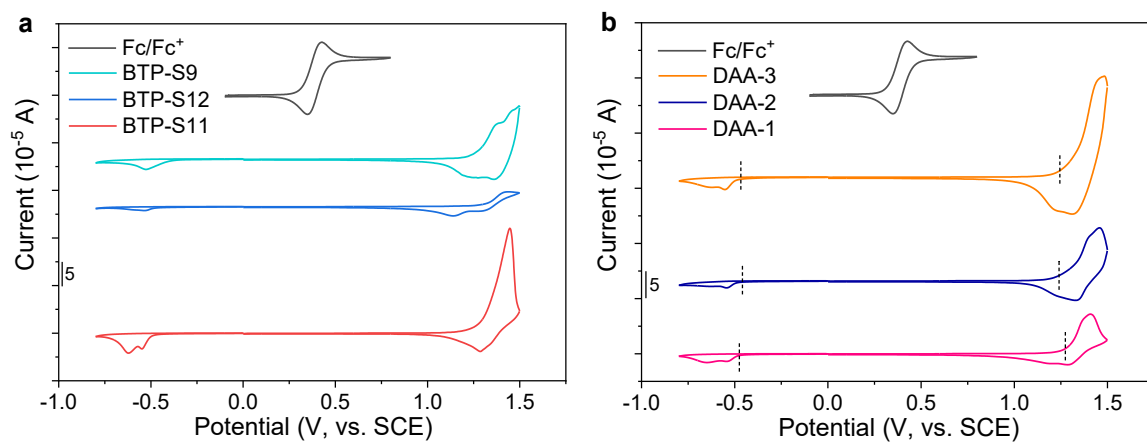 a
Fc/Fc⁺
BTP-S9
BTP-S12
BTP-S11
5
Current (10⁻⁵ A)
-1.0 -0.5 0.0 0.5 1.0 1.5
Potential (V, vs. SCE)
b
Fc/Fc⁺
DAA-3
DAA-2
DAA-1
5
Current (10⁻⁵ A)
-1.0 -0.5 0.0 0.5 1.0 1.5
Potential (V, vs. SCE)